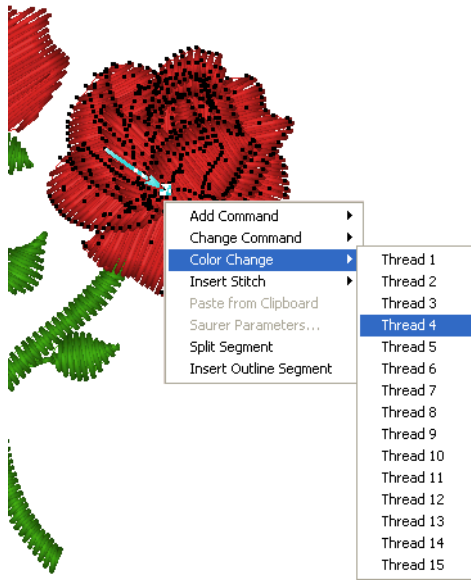 Add Command
Change Command
Color Change
Insert Stitch
Paste from Clipboard
Saurer Parameters...
Split Segment
Insert Outline Segment
Thread 1
Thread 2
Thread 3
Thread 4
Thread 5
Thread 6
Thread 7
Thread 8
Thread 9
Thread 10
Thread 11
Thread 12
Thread 13
Thread 14
Thread 15